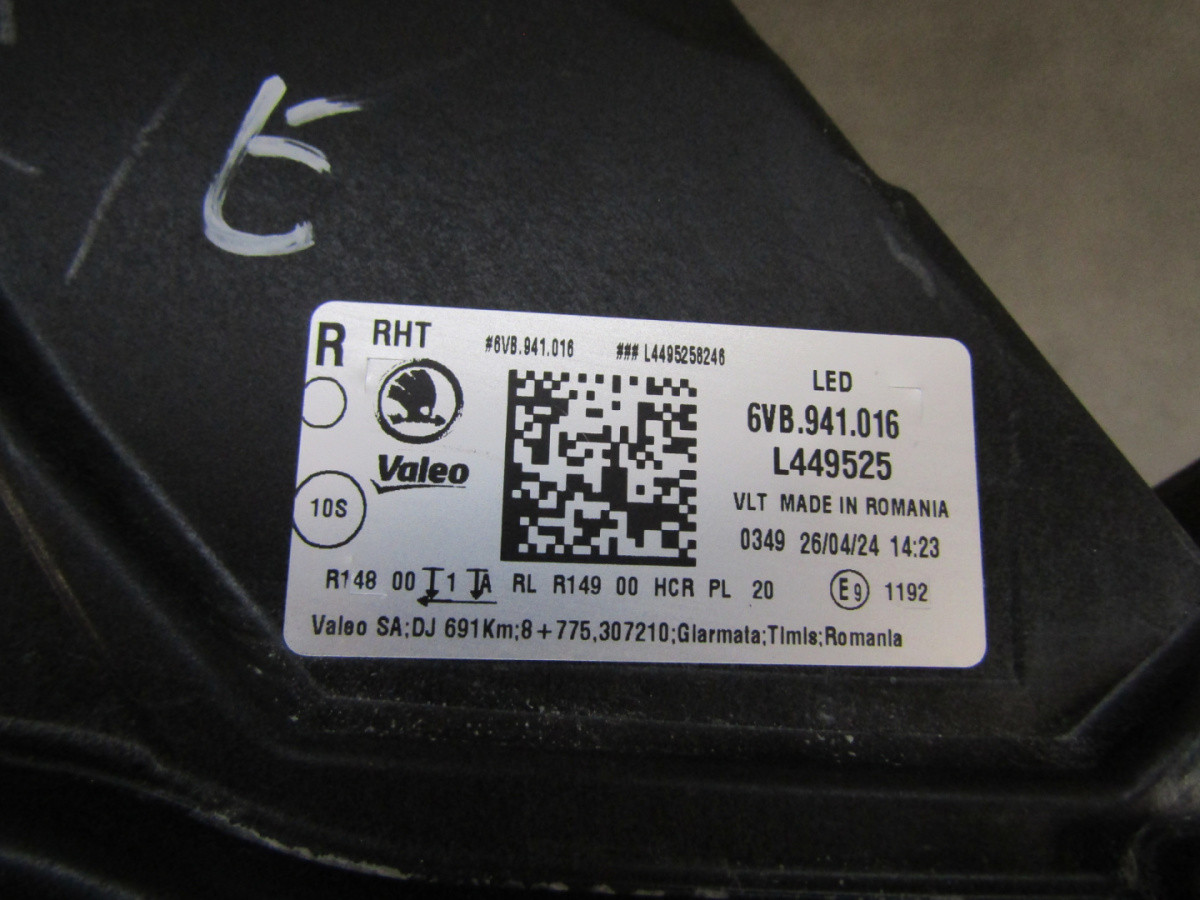 R RHT #6VB.941.016 ### L4495256246
LED
6VB.941.016
Valeo L449525
10S VLT MADE IN ROMANIA
0349 26/04/24 14:23
R148 00 1 A RL R149 00 HCR PL 20 E9 1192
Valeo SA;DJ 691Km;8+775,307210;Giarmata;Timis;Romania